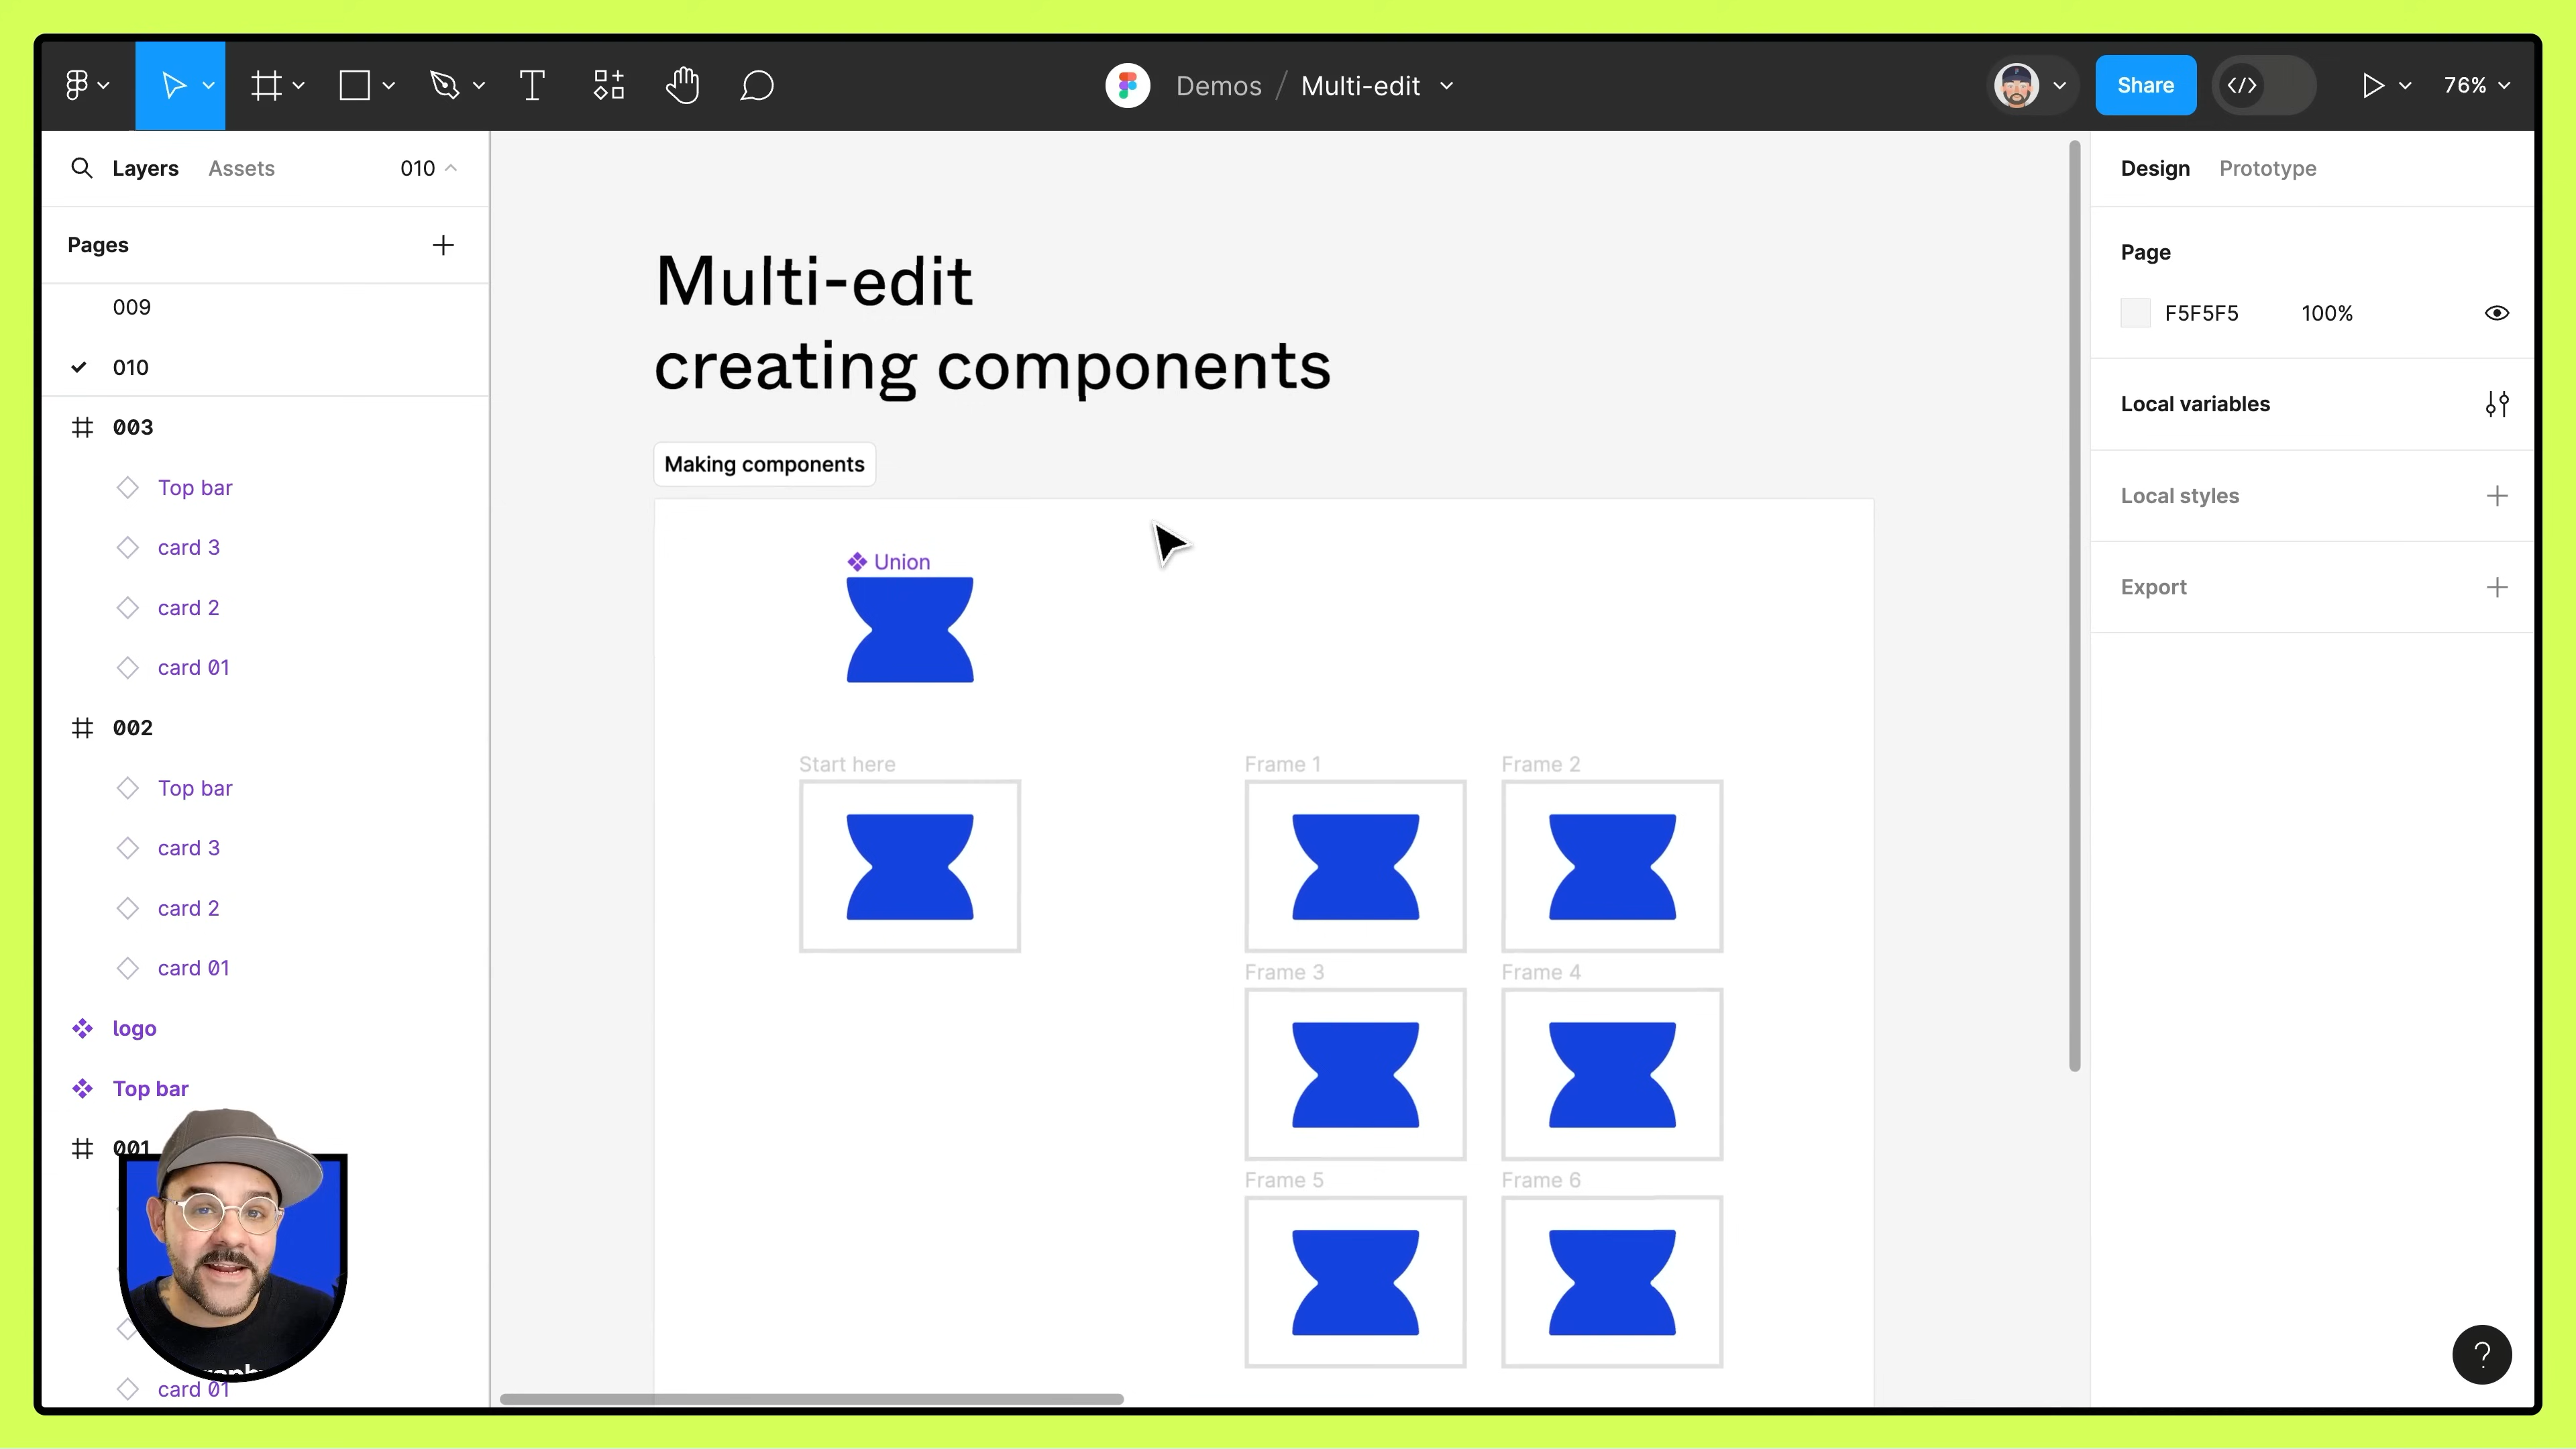 Demos / Multi-edit
Share
76%
Layers
Assets
010
Pages
009
010
003
Top bar
card 3
card 2
card 01
002
Top bar
card 3
card 2
card 01
logo
Top bar
001
card 01
Multi-edit
creating components
Making components
Union
Start here
Frame 1
Frame 2
Frame 3
Frame 4
Frame 5
Frame 6
Design
Prototype
Page
F5F5F5
100%
Local variables
Local styles
Export
?